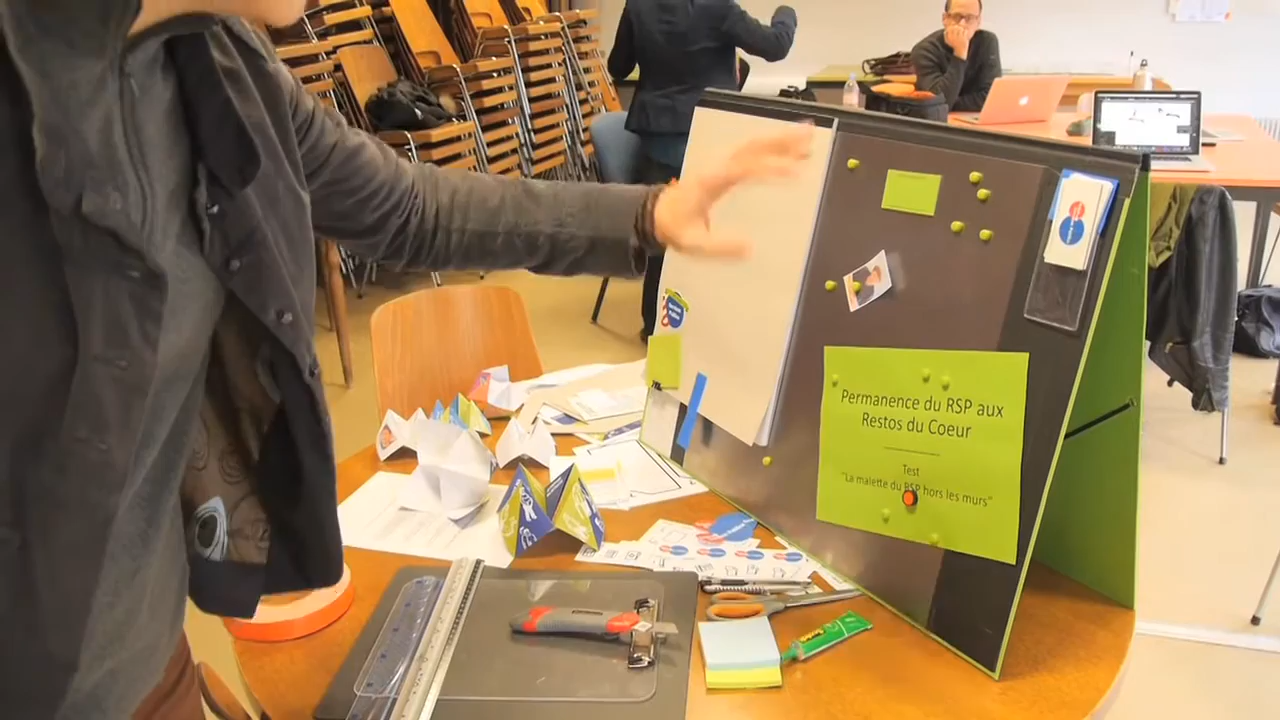 Permanence du RSP aux
Restos du Coeur
Test
"La malette du RSP hors les murs"